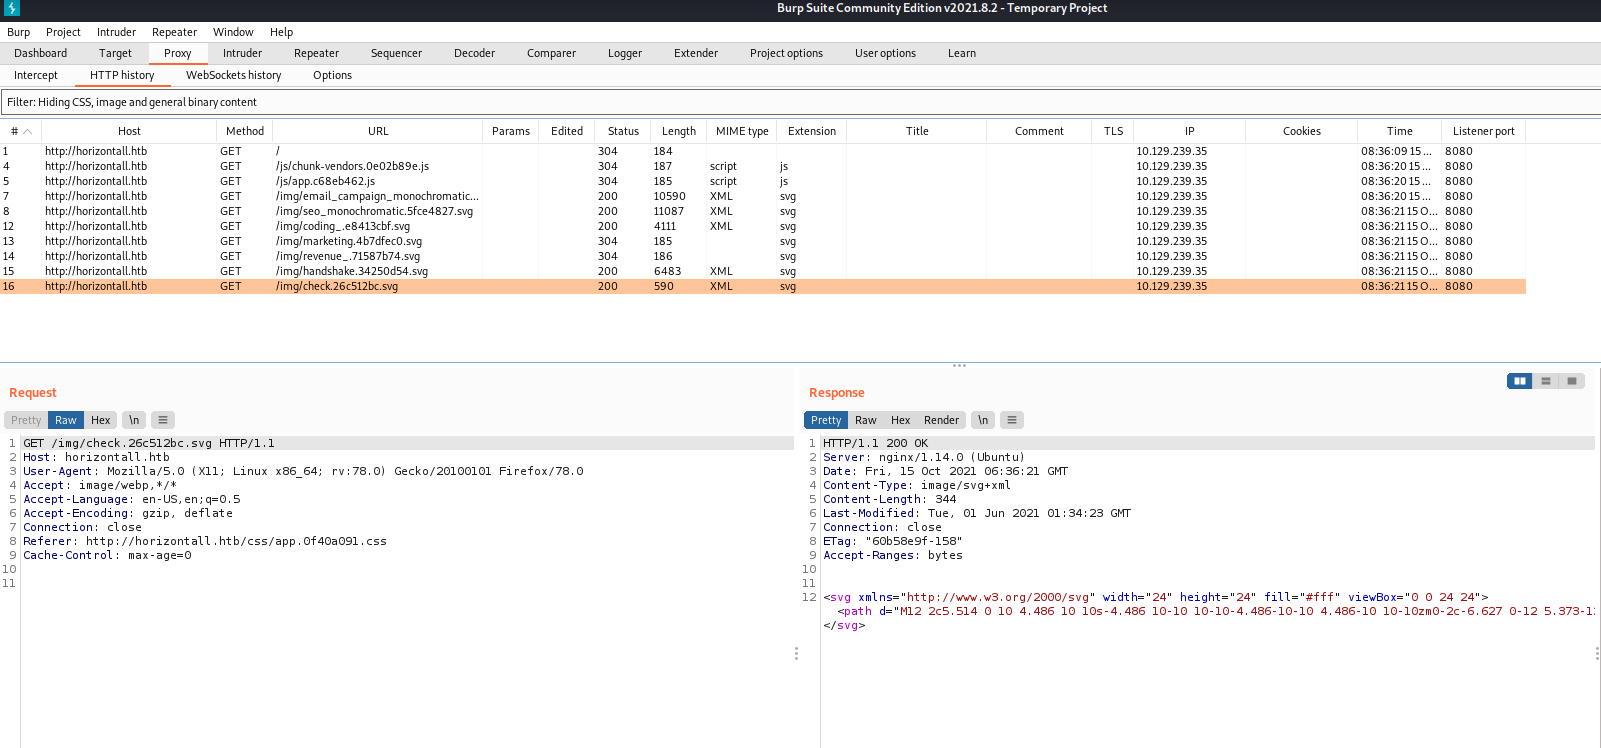 Burp Suite Community Edition v2021.8.2 - Temporary Project
Burp Project Intruder Repeater Window Help
Dashboard Target Proxy Intruder Repeater Sequencer Decoder Comparer Logger Extender Project options User options Learn
Intercept HTTP history WebSockets history Options
Filter: Hiding CSS, image and general binary content
# Host Method URL Params Edited Status Length MIME type Extension Title Comment TLS IP Cookies Time Listener port
1 http://horizontall.htb GET / 304 184 10.129.239.35 08:36:09 15 ... 8080
4 http://horizontall.htb GET /js/chunk-vendors.0e02b89e.js 304 187 script js 10.129.239.35 08:36:20 15 ... 8080
5 http://horizontall.htb GET /js/app.c68eb462.js 304 185 script js 10.129.239.35 08:36:20 15 ... 8080
7 http://horizontall.htb GET /img/email_campaign_monochromatic... 200 10590 XML svg 10.129.239.35 08:36:20 15 ... 8080
8 http://horizontall.htb GET /img/seo_monochromatic.5fce4827.svg 200 11087 XML svg 10.129.239.35 08:36:21 15 O... 8080
12 http://horizontall.htb GET /img/coding_.e8413cbf.svg 200 4111 XML svg 10.129.239.35 08:36:21 15 O... 8080
13 http://horizontall.htb GET /img/marketing.4b7dfec0.svg 304 185 svg 10.129.239.35 08:36:21 15 O... 8080
14 http://horizontall.htb GET /img/revenue_.71587b74.svg 304 186 svg 10.129.239.35 08:36:21 15 O... 8080
15 http://horizontall.htb GET /img/handshake.34250d54.svg 200 6483 XML svg 10.129.239.35 08:36:21 15 O... 8080
16 http://horizontall.htb GET /img/check.26c512bc.svg 200 590 XML svg 10.129.239.35 08:36:21 15 O... 8080
Request
Pretty Raw Hex \n
1 GET /img/check.26c512bc.svg HTTP/1.1
2 Host: horizontall.htb
3 User-Agent: Mozilla/5.0 (X11; Linux x86_64; rv:78.0) Gecko/20100101 Firefox/78.0
4 Accept: image/webp,*/*
5 Accept-Language: en-US,en;q=0.5
6 Accept-Encoding: gzip, deflate
7 Connection: close
8 Referer: http://horizontall.htb/css/app.0f40a091.css
9 Cache-Control: max-age=0
10
11
Response
Pretty Raw Hex Render \n
1 HTTP/1.1 200 OK
2 Server: nginx/1.14.0 (Ubuntu)
3 Date: Fri, 15 Oct 2021 06:36:21 GMT
4 Content-Type: image/svg+xml
5 Content-Length: 344
6 Last-Modified: Tue, 01 Jun 2021 01:34:23 GMT
7 Connection: close
8 ETag: "60b58e9f-158"
9 Accept-Ranges: bytes
10
11
12 <svg xmlns="http://www.w3.org/2000/svg" width="24" height="24" fill="#fff" viewBox="0 0 24 24">
<path d="M12 2c5.514 0 10 4.486 10 10s-4.486 10-10 10-10-4.486-10-10 4.486-10 10-10zm0-2c-6.627 0-12 5.373-12
</svg>